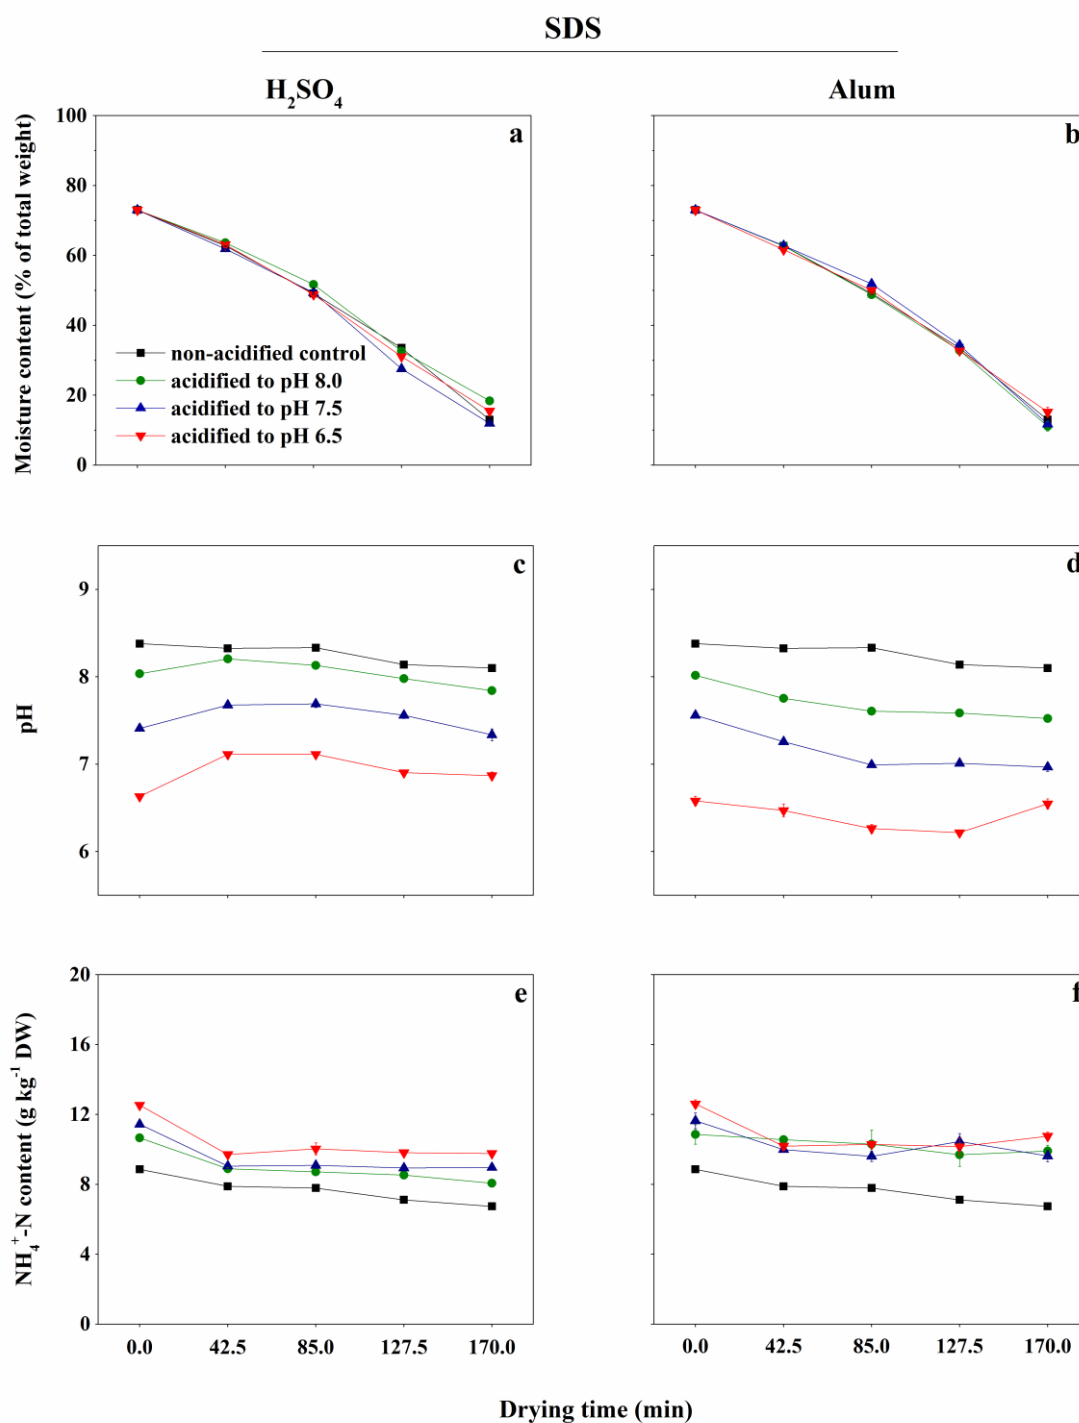 SDS
H₂SO₄
Alum
Moisture content (% of total weight)
100
80
60
40
20
0
a
non-acidified control
acidified to pH 8.0
acidified to pH 7.5
acidified to pH 6.5
b
pH
9
8
7
6
c
d
NH₄⁺-N content (g kg⁻¹ DW)
20
16
12
8
4
0
e
f
0.0 42.5 85.0 127.5 170.0
0.0 42.5 85.0 127.5 170.0
Drying time (min)